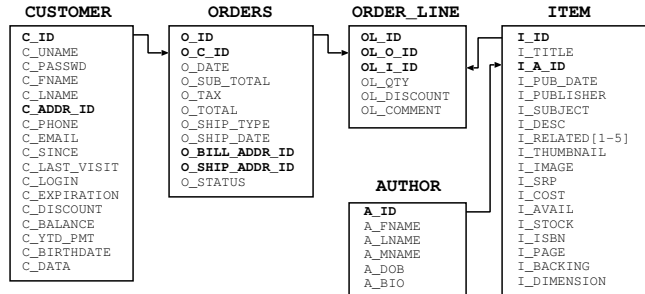 CUSTOMER
C_ID
C_UNAME
C_PASSWD
C_FNAME
C_LNAME
C_ADDR_ID
C_PHONE
C_EMAIL
C_SINCE
C_LAST_VISIT
C_LOGIN
C_EXPIRATION
C_DISCOUNT
C_BALANCE
C_YTD_PMT
C_BIRTHDATE
C_DATA
ORDERS
O_ID
O_C_ID
O_DATE
O_SUB_TOTAL
O_TAX
O_TOTAL
O_SHIP_TYPE
O_SHIP_DATE
O_BILL_ADDR_ID
O_SHIP_ADDR_ID
O_STATUS
ORDER_LINE
OL_ID
OL_O_ID
OL_I_ID
OL_QTY
OL_DISCOUNT
OL_COMMENT
AUTHOR
A_ID
A_FNAME
A_LNAME
A_MNAME
A_DOB
A_BIO
ITEM
I_ID
I_TITLE
I_A_ID
I_PUB_DATE
I_PUBLISHER
I_SUBJECT
I_DESC
I_RELATED[1-5]
I_THUMBNAIL
I_IMAGE
I_SRP
I_COST
I_AVAIL
I_STOCK
I_ISBN
I_PAGE
I_BACKING
I_DIMENSION